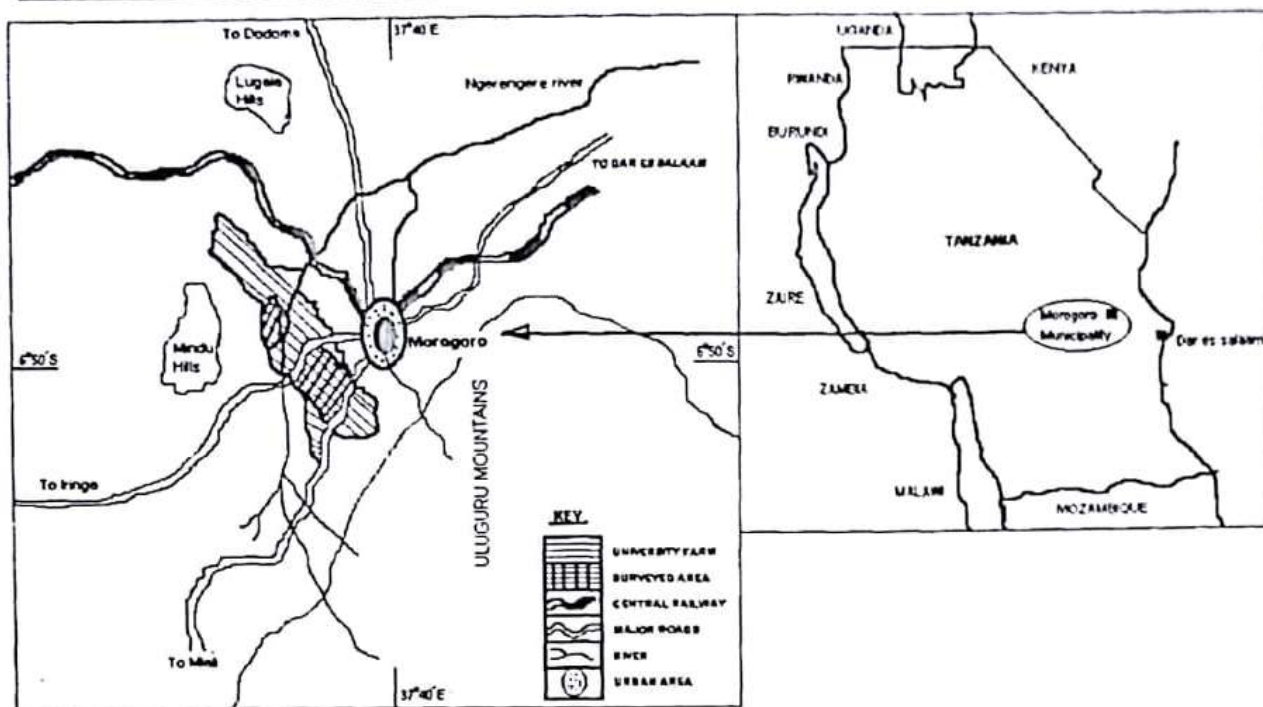 To Dodoma
37°40' E
Lugala
Hills
Ngerengere river
TO DAR ES SALAAM
Morogoro
Mindu
Hills
6°50' S
6°50' S
ULUGURU MOUNTAINS
To Iringa
To Mlali
37°40' E
KEY
UNIVERSITY FARM
SURVEYED AREA
CENTRAL RAILWAY
MAJOR ROADS
RIVER
URBAN AREA
UGANDA
RWANDA
KENYA
BURUNDI
TANZANIA
ZAIRE
Morogoro
Municipality
Dar es salaam
ZAMBIA
MALAWI
MOZAMBIQUE